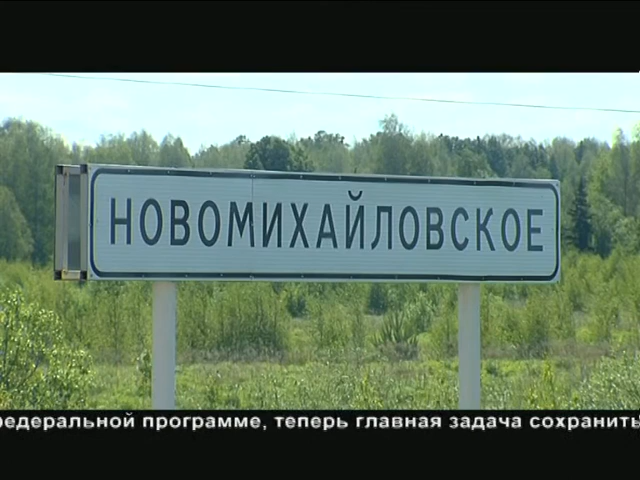 НОВОМИХАЙЛОВСКОЕ
федеральной программе, теперь главная задача сохранить